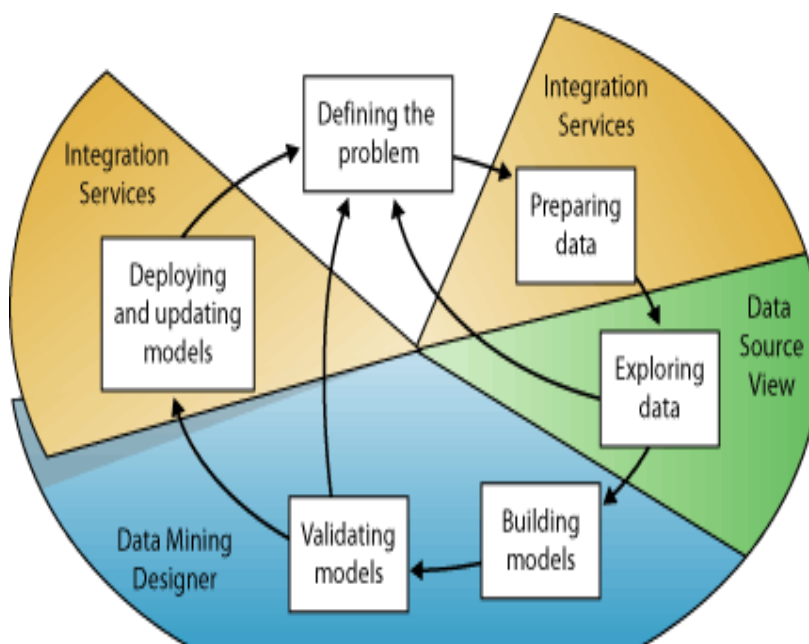 Defining the
problem
Integration
Services
Preparing
data
Data
Source
View
Exploring
data
Building
models
Validating
models
Data Mining
Designer
Deploying
and updating
models
Integration
Services